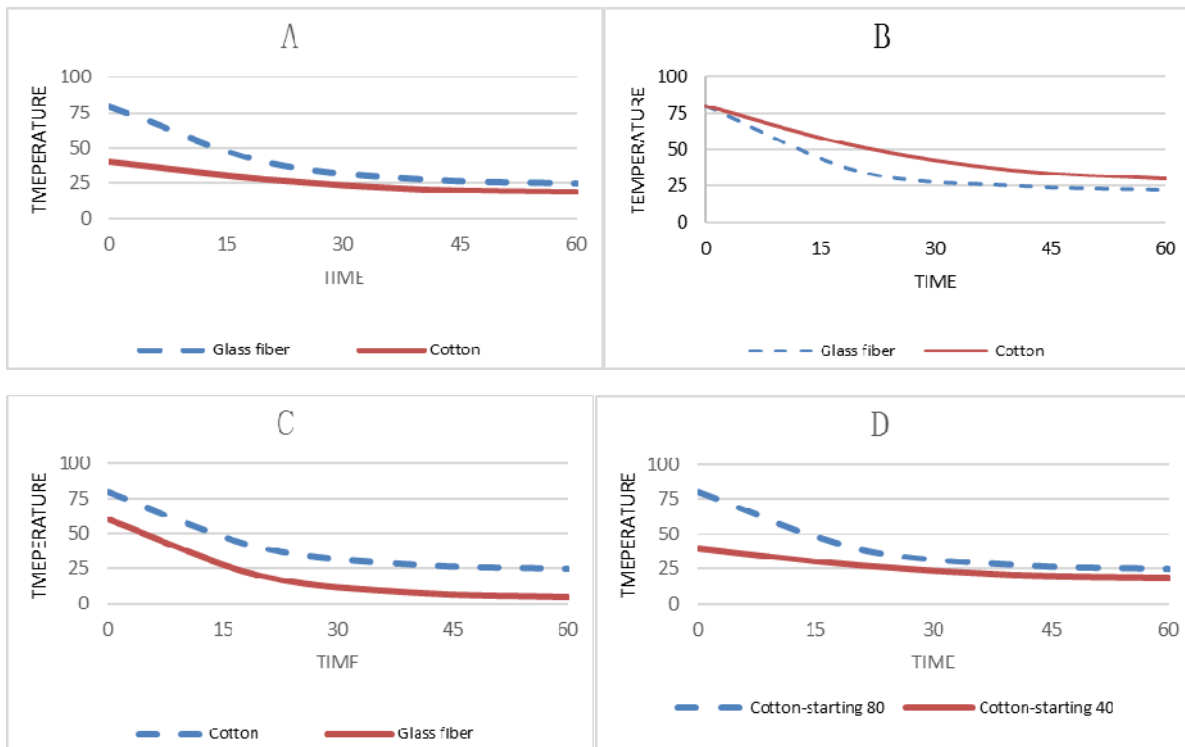 A
TMEPERATURE
100
75
50
25
0
0 15 30 45 60
TIME
Glass fiber Cotton
B
TEMPERATURE
100
75
50
25
0
0 15 30 45 60
TIME
Glass fiber Cotton
C
TMEPERATURE
100
75
50
25
0
0 15 30 45 60
TIME
Cotton Glass fiber
D
TMEPERATURE
100
75
50
25
0
0 15 30 45 60
TIME
Cotton-starting 80 Cotton-starting 40